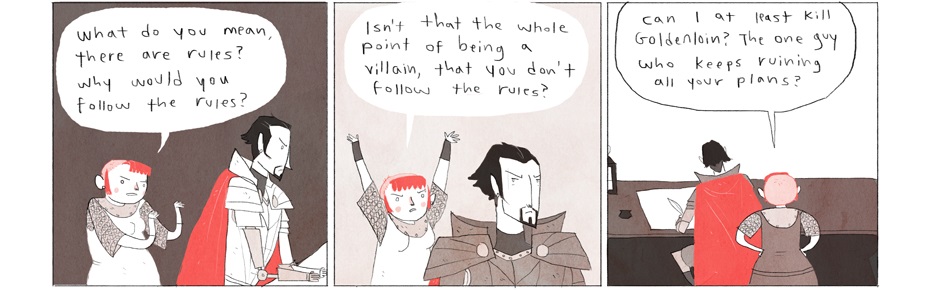 What do you mean,
there are rules?
Why would you
follow the rules?
Isn't that the whole
point of being a
villain, that you don't
follow the rules?
Can I at least kill
Goldenloin? The one guy
who keeps ruining
all your plans?